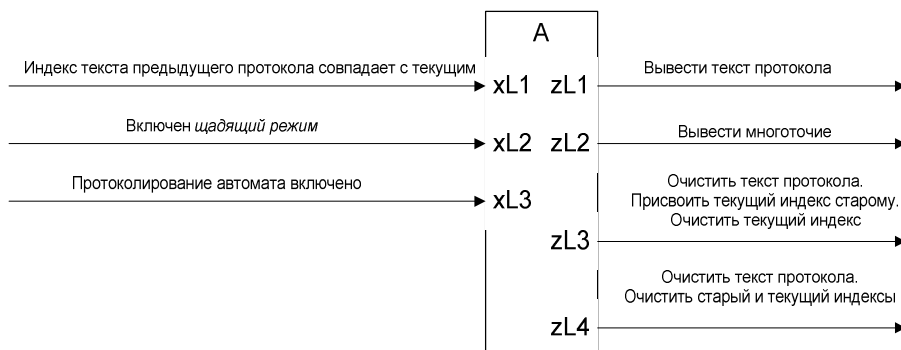 А
Индекс текста предыдущего протокола совпадает с текущим
xL1
zL1
Вывести текст протокола
Включен щадящий режим
xL2
zL2
Вывести многоточие
Протоколирование автомата включено
xL3
Очистить текст протокола.
Присвоить текущий индекс старому.
Очистить текущий индекс
zL3
Очистить текст протокола.
Очистить старый и текущий индексы
zL4